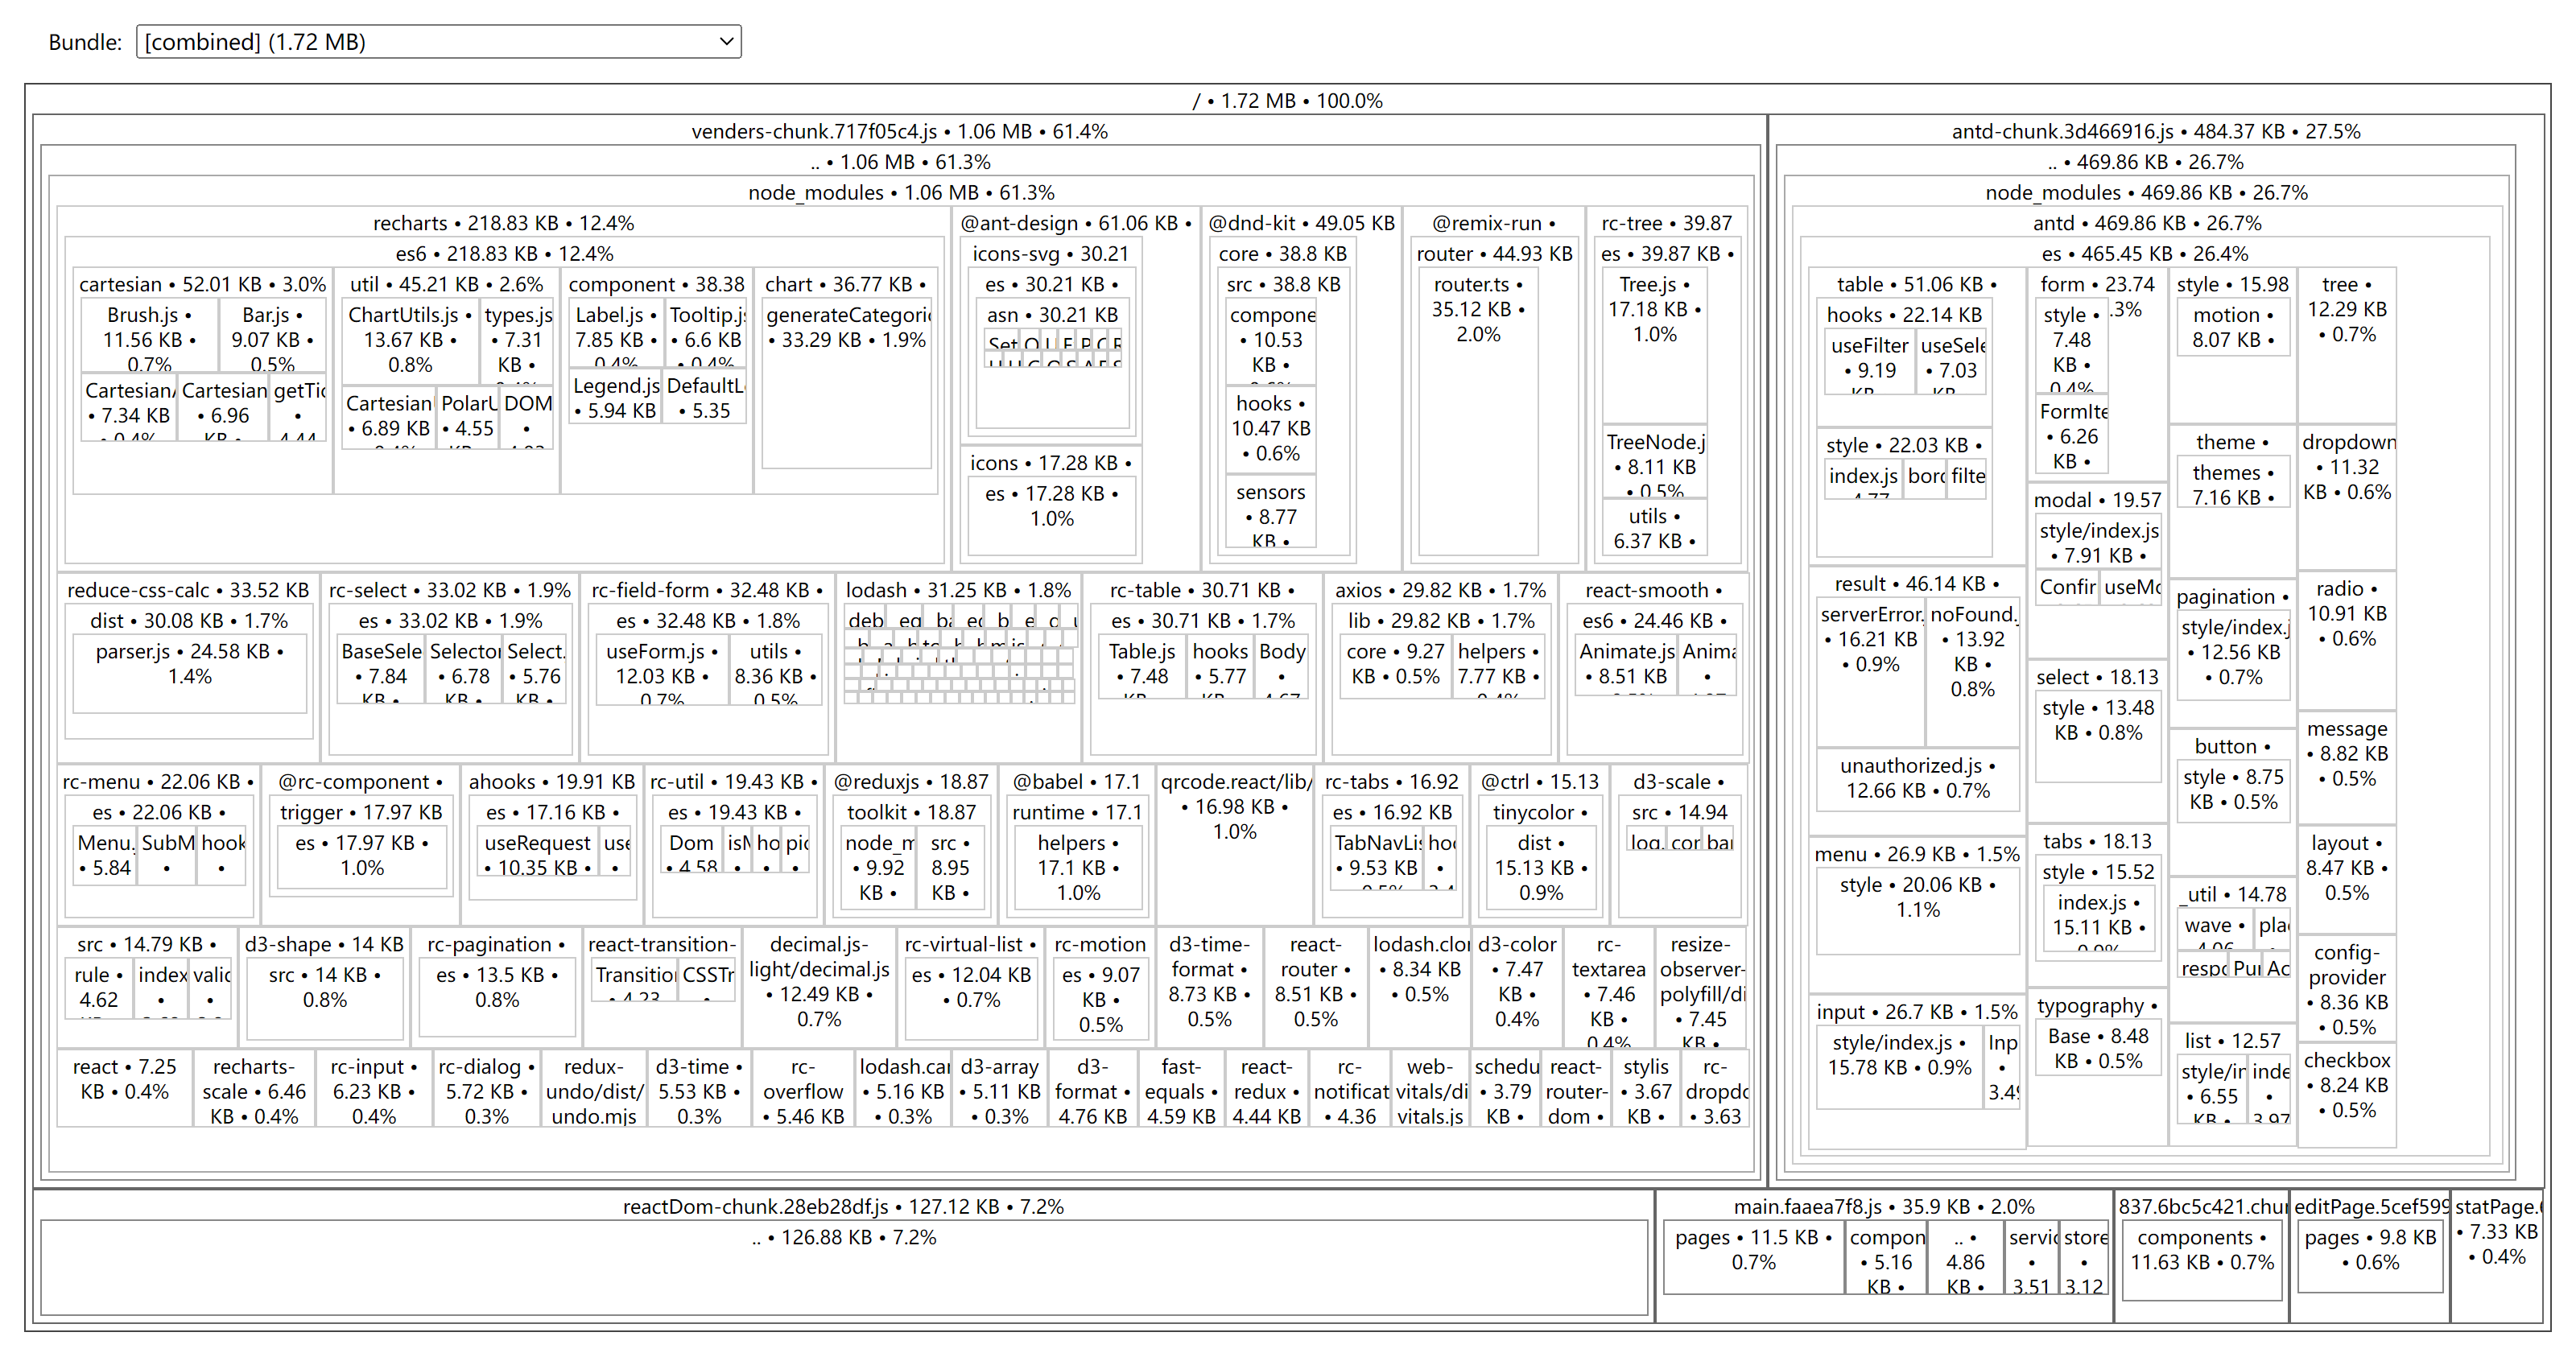 Bundle: [combined] (1.72 MB)
/ • 1.72 MB • 100.0%
venders-chunk.717f05c4.js • 1.06 MB • 61.4%
.. • 1.06 MB • 61.3%
node_modules • 1.06 MB • 61.3%
recharts • 218.83 KB • 12.4%
es6 • 218.83 KB • 12.4%
cartesian • 52.01 KB • 3.0%
Brush.js •
11.56 KB •
0.7%
Bar.js •
9.07 KB •
0.5%
• 7.34 KB
• 0.4%
Cartesian
• 6.96
KB •
•
4.44
util • 45.21 KB • 2.6%
ChartUtils.js •
13.67 KB •
0.8%
types.js
• 7.31
KB •
Cartesian
• 6.89 KB
PolarU
• 4.55
DOM
•
component • 38.38
Label.js •
7.85 KB •
0.4%
Tooltip.js
• 6.6 KB
• 0.4%
Legend.js
• 5.94 KB
DefaultL
• 5.35
chart • 36.77 KB •
generateCategori
• 33.29 KB • 1.9%
@ant-design • 61.06 KB •
icons-svg • 30.21
es • 30.21 KB •
asn • 30.21 KB
Set
icons • 17.28 KB •
es • 17.28 KB •
1.0%
@dnd-kit • 49.05 KB
core • 38.8 KB
src • 38.8 KB
compone
• 10.53
KB •
hooks •
10.47 KB
• 0.6%
sensors
• 8.77
KB •
@remix-run •
router • 44.93 KB
router.ts •
35.12 KB •
2.0%
rc-tree • 39.87
es • 39.87 KB •
Tree.js •
17.18 KB •
1.0%
TreeNode.j
• 8.11 KB
• 0.5%
utils •
6.37 KB •
reduce-css-calc • 33.52 KB
dist • 30.08 KB • 1.7%
parser.js • 24.58 KB •
1.4%
rc-select • 33.02 KB • 1.9%
es • 33.02 KB • 1.9%
BaseSele
• 7.84
KB •
Selector
• 6.78
KB •
Select.
• 5.76
KB •
rc-field-form • 32.48 KB •
es • 32.48 KB • 1.8%
useForm.js •
12.03 KB •
0.7%
utils •
8.36 KB •
0.5%
lodash • 31.25 KB • 1.8%
deb
rc-table • 30.71 KB •
es • 30.71 KB • 1.7%
Table.js
• 7.48
KB •
hooks
• 5.77
KB •
Body
•
4.67
axios • 29.82 KB • 1.7%
lib • 29.82 KB • 1.7%
core • 9.27
KB • 0.5%
helpers •
7.77 KB •
0.4%
react-smooth •
es6 • 24.46 KB •
Animate.js
• 8.51 KB
Anima
•
rc-menu • 22.06 KB •
es • 22.06 KB •
Menu.
• 5.84
SubM
•
hook
•
@rc-component •
trigger • 17.97 KB
es • 17.97 KB •
1.0%
ahooks • 19.91 KB
es • 17.16 KB •
useRequest
• 10.35 KB •
use
•
rc-util • 19.43 KB •
es • 19.43 KB •
Dom
• 4.58
ho
•
@reduxjs • 18.87
toolkit • 18.87
node_m
• 9.92
KB •
src •
8.95
KB •
@babel • 17.1
runtime • 17.1
helpers •
17.1 KB •
1.0%
qrcode.react/lib/
• 16.98 KB •
1.0%
rc-tabs • 16.92
es • 16.92 KB
TabNavLis
• 9.53 KB
hoo
•
@ctrl • 15.13
tinycolor •
dist •
15.13 KB •
0.9%
d3-scale •
src • 14.94
log.
src • 14.79 KB •
rule •
4.62
index
•
valid
•
d3-shape • 14 KB
src • 14 KB •
0.8%
rc-pagination •
es • 13.5 KB •
0.8%
react-transition-
Transition
• 4.23
CSSTr
•
decimal.js-
light/decimal.js
• 12.49 KB •
0.7%
rc-virtual-list •
es • 12.04 KB
• 0.7%
rc-motion
es • 9.07
KB •
0.5%
d3-time-
format •
8.73 KB •
0.5%
react-
router •
8.51 KB •
0.5%
lodash.clon
• 8.34 KB
• 0.5%
d3-color
• 7.47
KB •
0.4%
rc-
textarea
• 7.46
KB •
0.4%
resize-
observer-
polyfill/di
• 7.45
KB •
react • 7.25
KB • 0.4%
recharts-
scale • 6.46
KB • 0.4%
rc-input •
6.23 KB •
0.4%
rc-dialog •
5.72 KB •
0.3%
redux-
undo/dist/
undo.mjs
d3-time •
5.53 KB •
0.3%
rc-
overflow
• 5.46 KB
lodash.cam
• 5.16 KB
• 0.3%
d3-array
• 5.11 KB
• 0.3%
d3-
format •
4.76 KB
fast-
equals •
4.59 KB
react-
redux •
4.44 KB
rc-
notificat
• 4.36
web-
vitals/di
vitals.js
schedu
• 3.79
KB •
react-
router-
dom •
stylis
• 3.67
KB •
rc-
dropdo
• 3.63
antd-chunk.3d466916.js • 484.37 KB • 27.5%
.. • 469.86 KB • 26.7%
node_modules • 469.86 KB • 26.7%
antd • 469.86 KB • 26.7%
es • 465.45 KB • 26.4%
table • 51.06 KB •
hooks • 22.14 KB
useFilter
• 9.19
KB
useSele
• 7.03
KB •
style • 22.03 KB •
index.js
4.77
bord
filte
result • 46.14 KB •
serverError.
• 16.21 KB
• 0.9%
noFound.
• 13.92
KB •
0.8%
unauthorized.js •
12.66 KB • 0.7%
menu • 26.9 KB • 1.5%
style • 20.06 KB •
1.1%
input • 26.7 KB • 1.5%
style/index.js •
15.78 KB • 0.9%
Inp
•
3.49
form • 23.74
.3%
style •
7.48
KB •
0.4%
FormIte
• 6.26
KB •
modal • 19.57
style/index.js
• 7.91 KB
Confir
useMo
select • 18.13
style • 13.48
KB • 0.8%
tabs • 18.13
style • 15.52
index.js •
15.11 KB •
0.9%
typography •
Base • 8.48
KB • 0.5%
style • 15.98
motion •
8.07 KB •
theme •
themes •
7.16 KB •
pagination •
style/index.j
• 12.56 KB
• 0.7%
button •
style • 8.75
KB • 0.5%
_util • 14.78
wave •
4.06
plac
respo
Pur
Ac
list • 12.57
style/in
• 6.55
KB •
inde
•
3.97
tree •
12.29 KB
• 0.7%
dropdown
• 11.32
KB • 0.6%
radio •
10.91 KB
• 0.6%
message
• 8.82 KB
• 0.5%
layout •
8.47 KB •
0.5%
config-
provider
• 8.36 KB
• 0.5%
checkbox
• 8.24 KB
• 0.5%
reactDom-chunk.28eb28df.js • 127.12 KB • 7.2%
.. • 126.88 KB • 7.2%
main.faaea7f8.js • 35.9 KB • 2.0%
pages • 11.5 KB •
0.7%
compon
• 5.16
KB •
.. •
4.86
KB •
servic
•
3.51
store
•
3.12
837.6bc5c421.chun
components •
11.63 KB • 0.7%
editPage.5cef599
pages • 9.8 KB
• 0.6%
statPage.
• 7.33 KB
• 0.4%